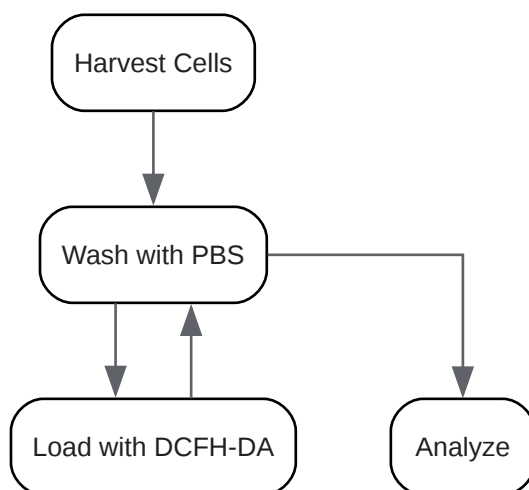 Harvest Cells
Wash with PBS
Load with DCFH-DA
Analyze